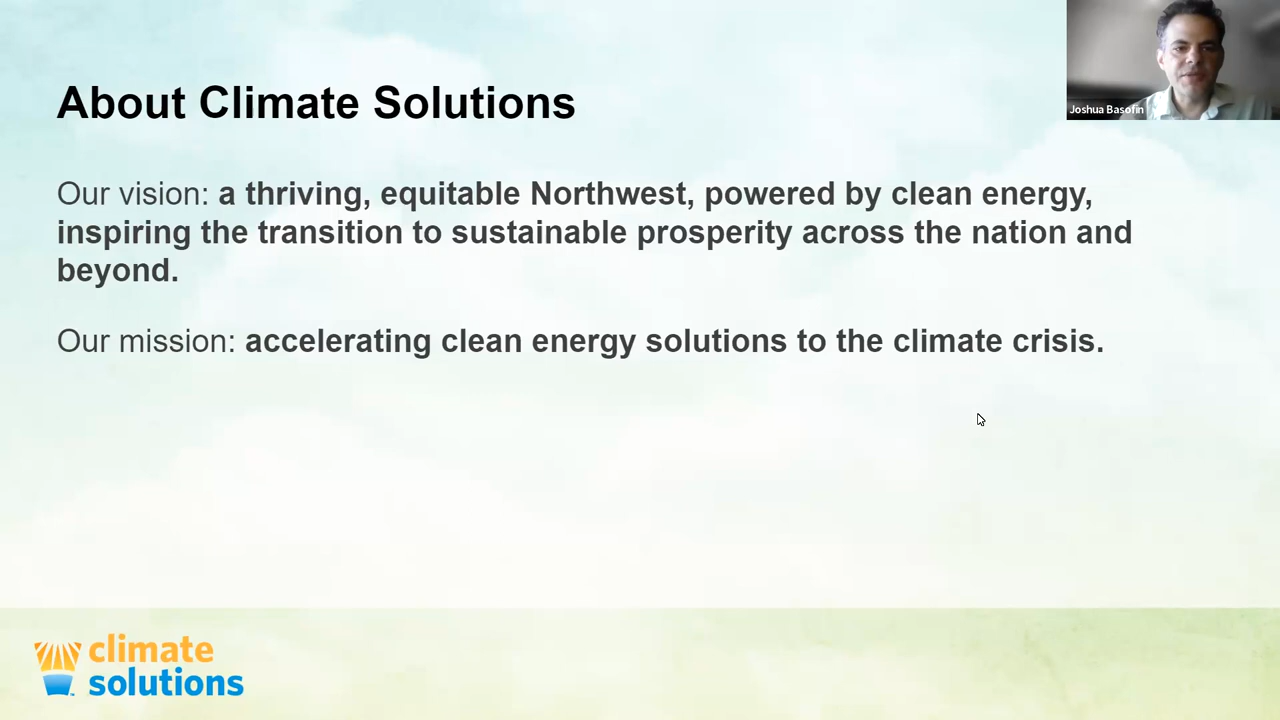 About Climate Solutions
Joshua Basofin
Our vision: a thriving, equitable Northwest, powered by clean energy,
inspiring the transition to sustainable prosperity across the nation and
beyond.
Our mission: accelerating clean energy solutions to the climate crisis.
climate
solutions